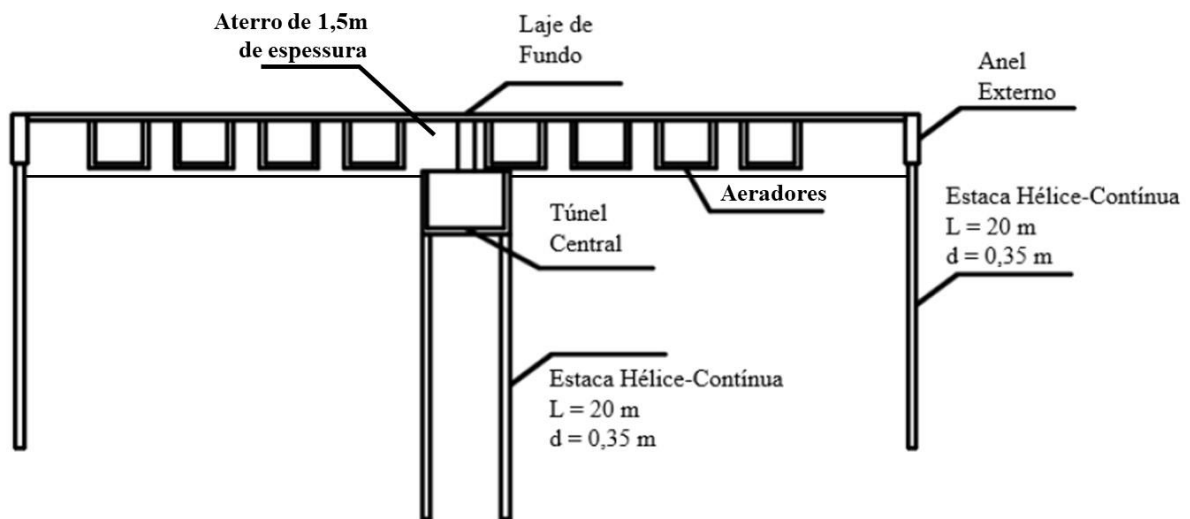 Aterro de 1,5m
de espessura
Laje de
Fundo
Anel
Externo
Aeradores
Túnel
Central
Estaca Hélice-Contínua
L = 20 m
d = 0,35 m
Estaca Hélice-Contínua
L = 20 m
d = 0,35 m